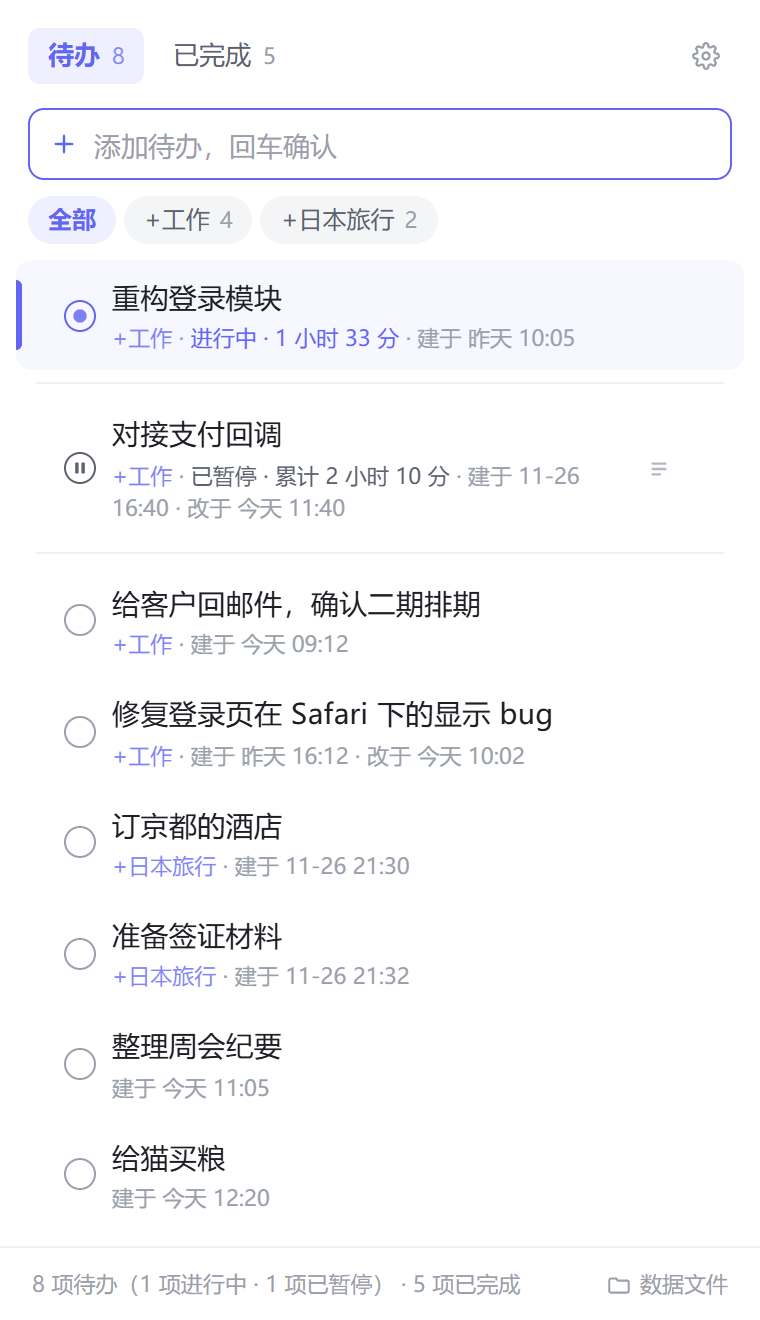 待办 8 已完成 5
+ 添加待办，回车确认
全部 +工作 4 +日本旅行 2
重构登录模块
+工作 · 进行中 · 1 小时 33 分 · 建于 昨天 10:05
对接支付回调
+工作 · 已暂停 · 累计 2 小时 10 分 · 建于 11-26
16:40 · 改于 今天 11:40
给客户回邮件，确认二期排期
+工作 · 建于 今天 09:12
修复登录页在 Safari 下的显示 bug
+工作 · 建于 昨天 16:12 · 改于 今天 10:02
订京都的酒店
+日本旅行 · 建于 11-26 21:30
准备签证材料
+日本旅行 · 建于 11-26 21:32
整理周会纪要
建于 今天 11:05
给猫买粮
建于 今天 12:20
8 项待办（1 项进行中 · 1 项已暂停） · 5 项已完成 数据文件